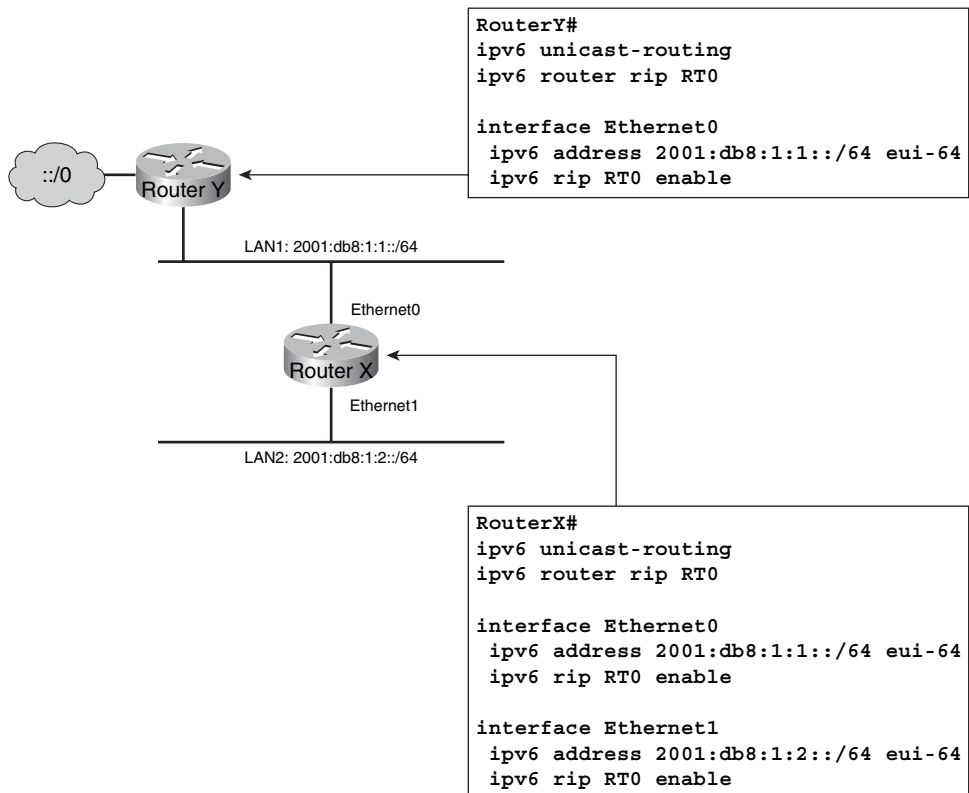 RouterY#
ipv6 unicast-routing
ipv6 router rip RT0
interface Ethernet0
ipv6 address 2001:db8:1:1::/64 eui-64
ipv6 rip RT0 enable
::/0
Router Y
LAN1: 2001:db8:1:1::/64
Ethernet0
Router X
Ethernet1
LAN2: 2001:db8:1:2::/64
RouterX#
ipv6 unicast-routing
ipv6 router rip RT0
interface Ethernet0
ipv6 address 2001:db8:1:1::/64 eui-64
ipv6 rip RT0 enable
interface Ethernet1
ipv6 address 2001:db8:1:2::/64 eui-64
ipv6 rip RT0 enable